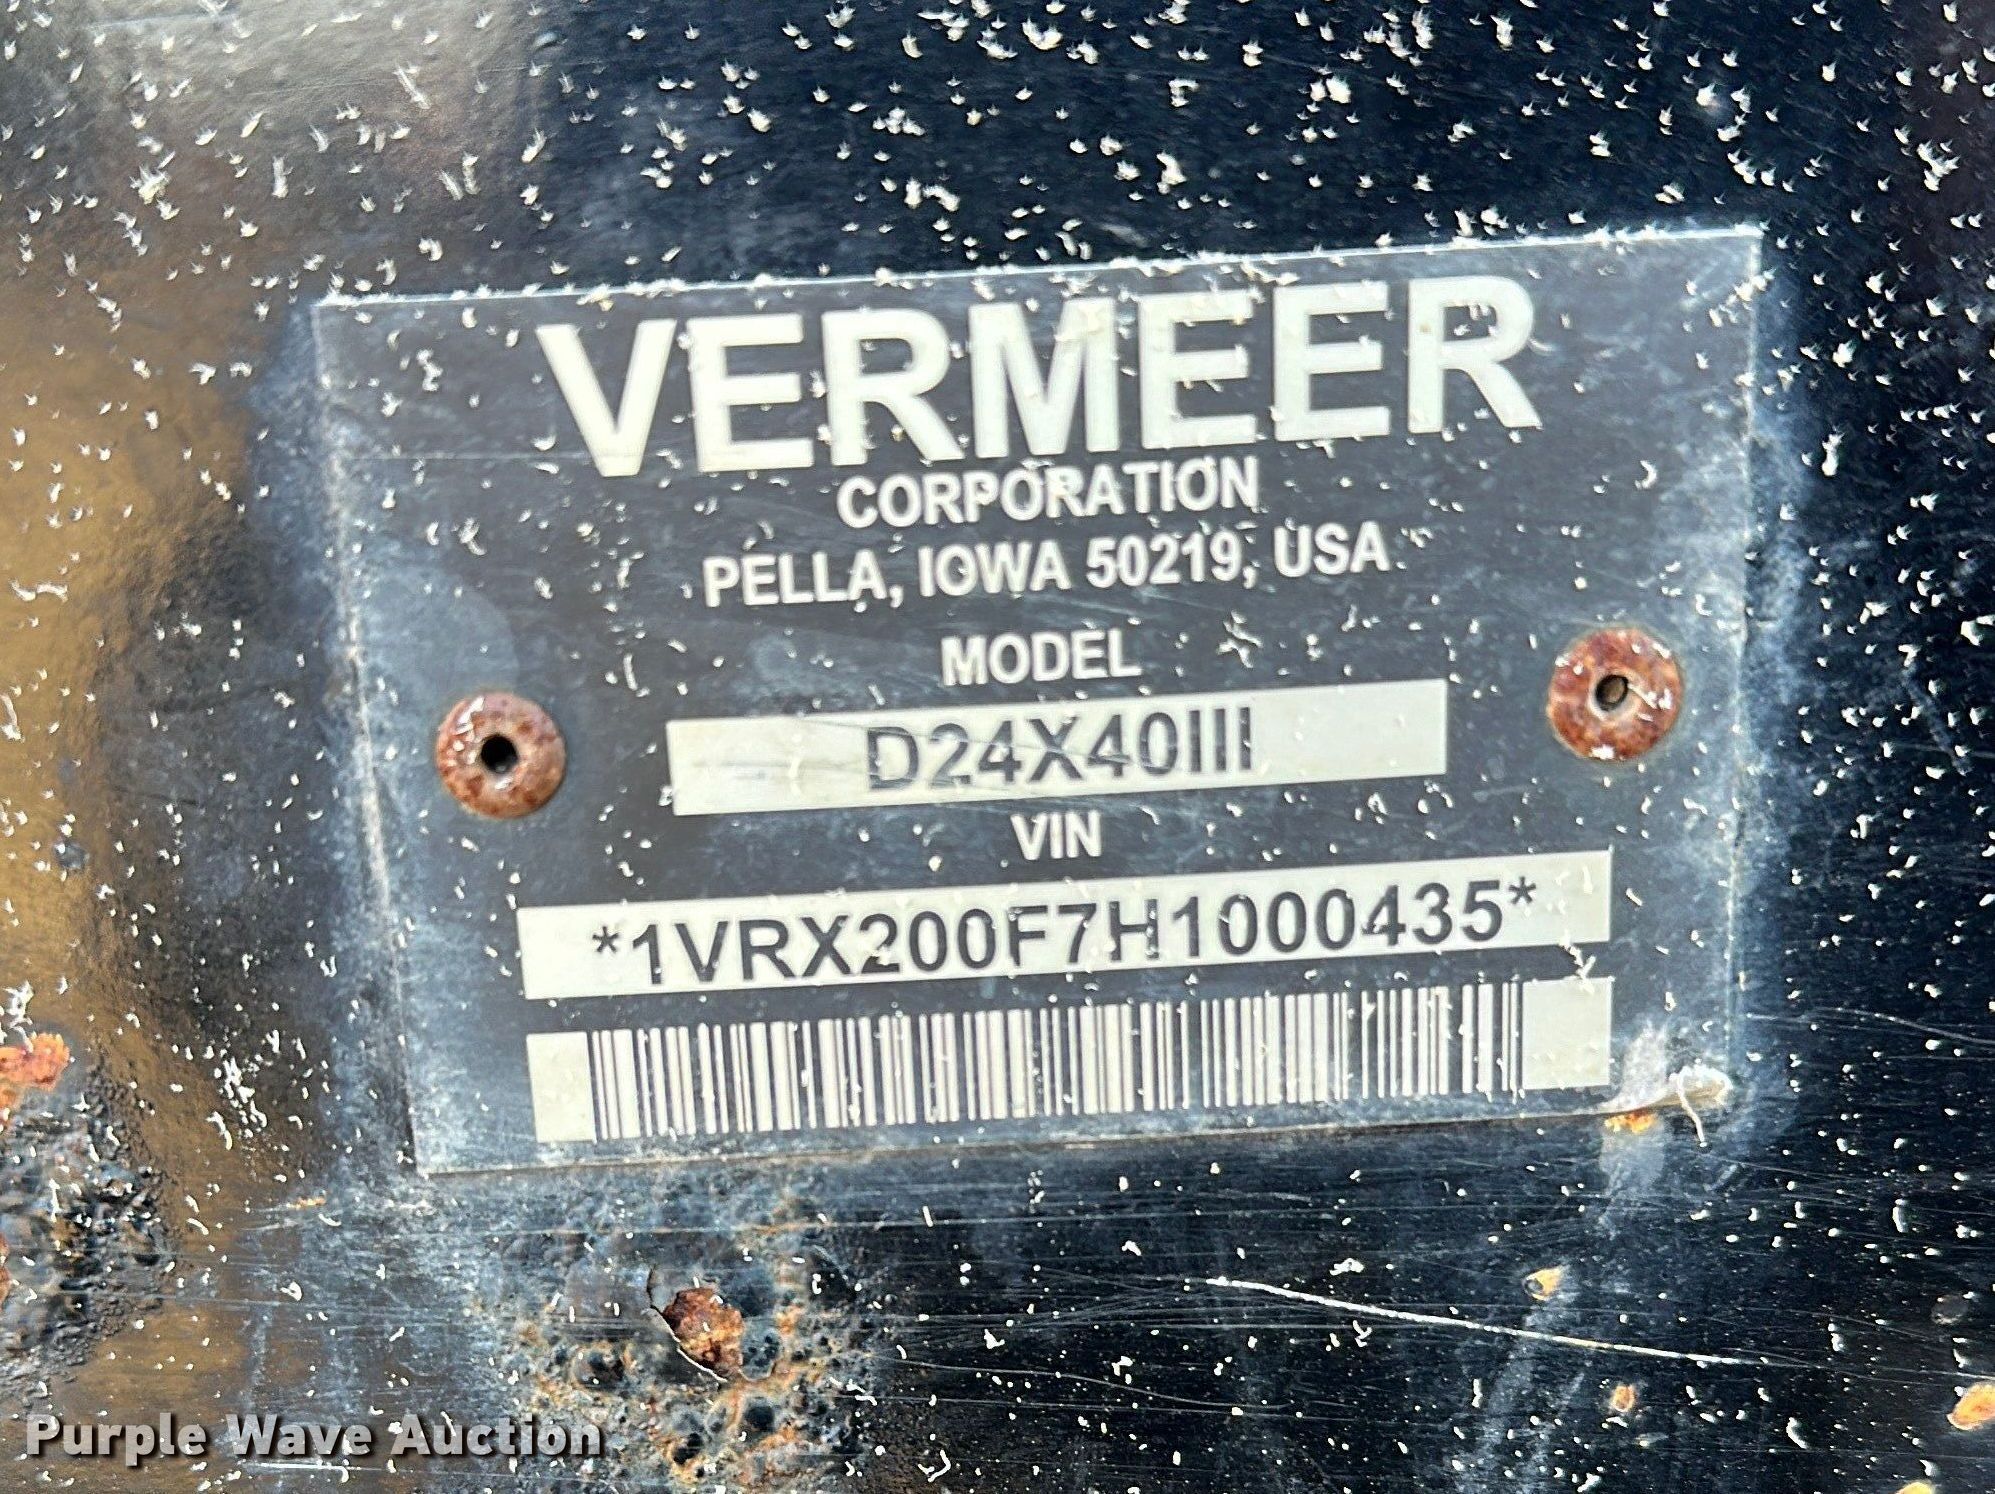 VERMEER
CORPORATION
PELLA, IOWA 50219, USA
MODEL
D24X40III
VIN
*1VRX200F7H1000435*
Purple Wave Auction